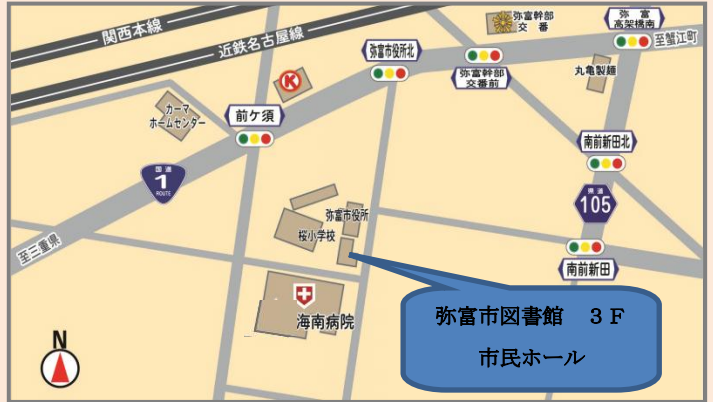 関西本線
近鉄名古屋線
弥富幹部
交番
弥富
高架橋南
至蟹江町
弥富市役所北
弥富幹部
交番前
丸亀製麺
K
カーマ
ホームセンター
前ケ須
南前新田北
国道
1
ROUTE
県道
105
弥富市役所
桜小学校
至三重県
南前新田
海南病院
弥富市図書館 3F
市民ホール
N